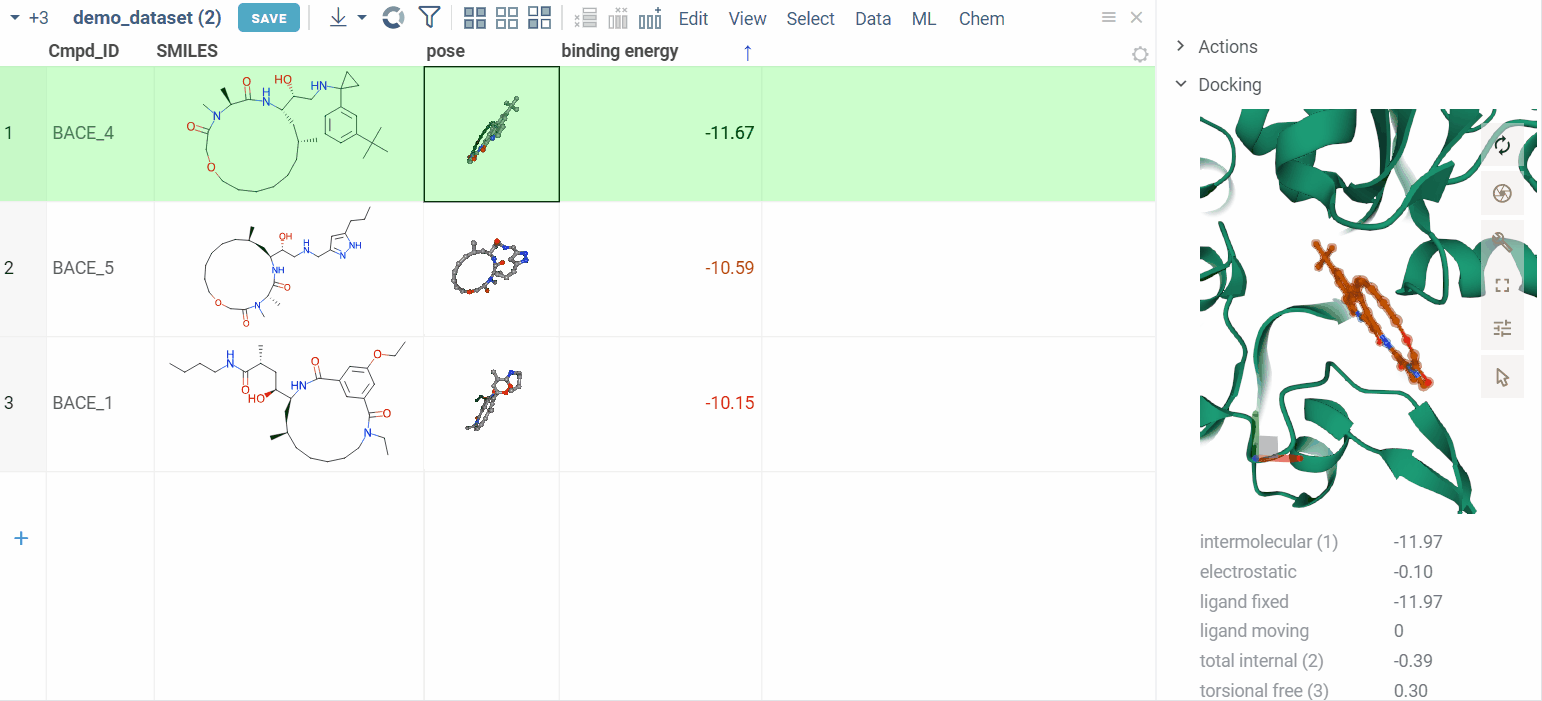 +3 demo_dataset (2) SAVE Edit View Select Data ML Chem
Cmpd_ID SMILES pose binding energy ↑
1 BACE_4 -11.67
O HO HN H N N O O
2 BACE_5 -10.59
OH H N NH N NH O O N O
3 BACE_1 -10.15
H N O HO HN O O O N
+
Actions
Docking
intermolecular (1) -11.97
electrostatic -0.10
ligand fixed -11.97
ligand moving 0
total internal (2) -0.39
torsional free (3) 0.30